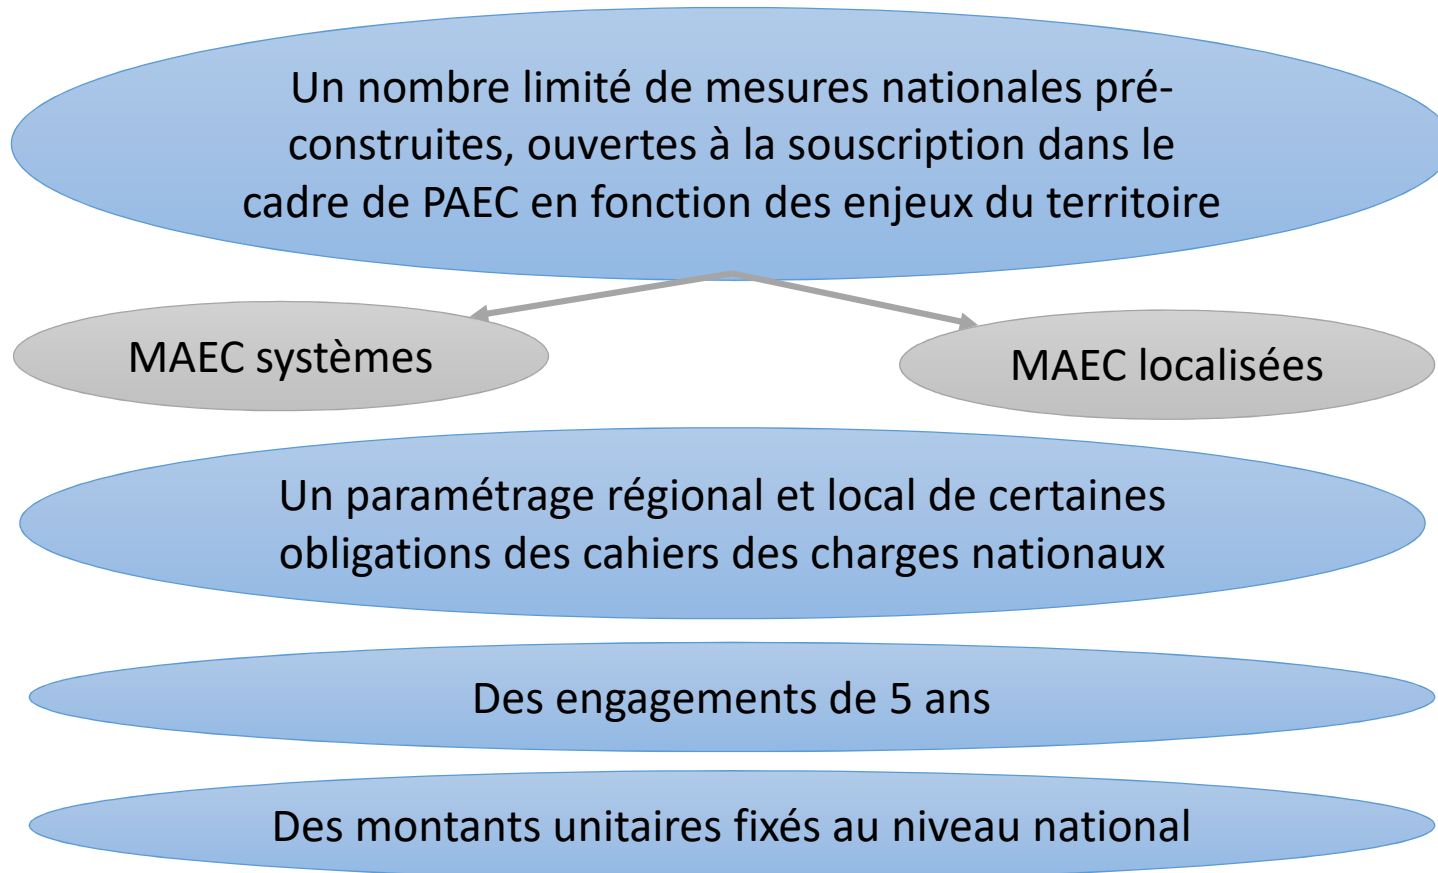 Un nombre limité de mesures nationales pré-
construites, ouvertes à la souscription dans le
cadre de PAEC en fonction des enjeux du territoire
MAEC systèmes
MAEC localisées
Un paramétrage régional et local de certaines
obligations des cahiers des charges nationaux
Des engagements de 5 ans
Des montants unitaires fixés au niveau national